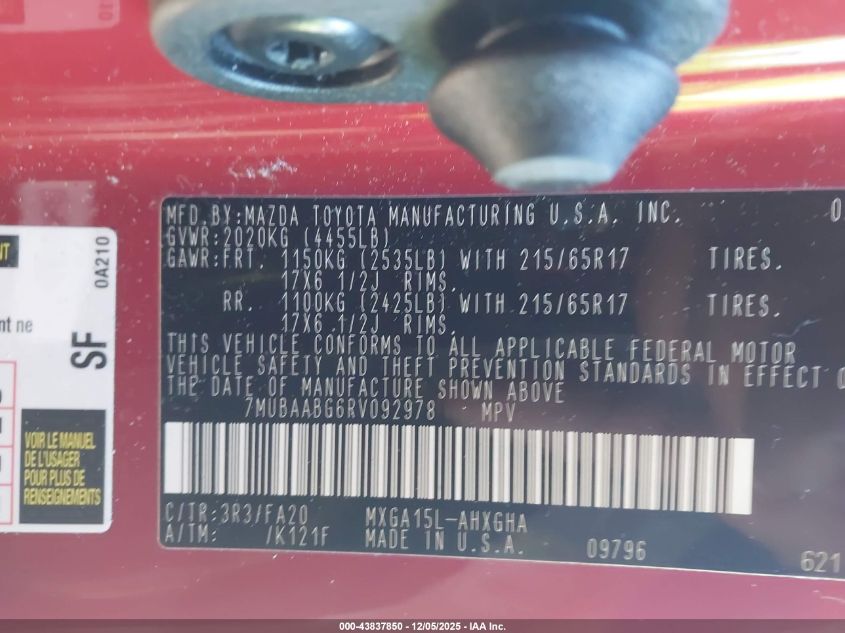 MFD.BY:MAZDA TOYOTA MANUFACTURING U.S.A. INC. 0
GVWR:2020KG (4455LB)
GAWR:FRT. 1150KG (2535LB) WITH 215/65R17 TIRES.
17X6 1/2J RIMS.
RR. 1100KG (2425LB) WITH 215/65R17 TIRES.
17X6 1/2J RIMS.
THIS VEHICLE CONFORMS TO ALL APPLICABLE FEDERAL MOTOR
VEHICLE SAFETY AND THEFT PREVENTION STANDARDS IN EFFECT O
THE DATE OF MANUFACTURE SHOWN ABOVE
7MUBAABG6RV092978 MPV
C/TR:3R3/FA20 MXGA15L-AHXGHA
A/TM: /K121F MADE IN U.S.A. 09796 621
NT
0A210
nt ne
SF
VOIR LE MANUEL
DE L'USAGER
POUR PLUS DE
RENSEIGNEMENTS
000-43837850 - 12/05/2025 - IAA Inc.